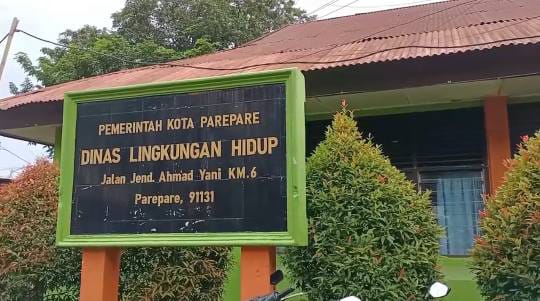 PEMERINTAH KOTA PAREPARE
DINAS LINGKUNGAN HIDUP
Jalan Jend. Ahmad Yani KM.6
Parepare, 91131